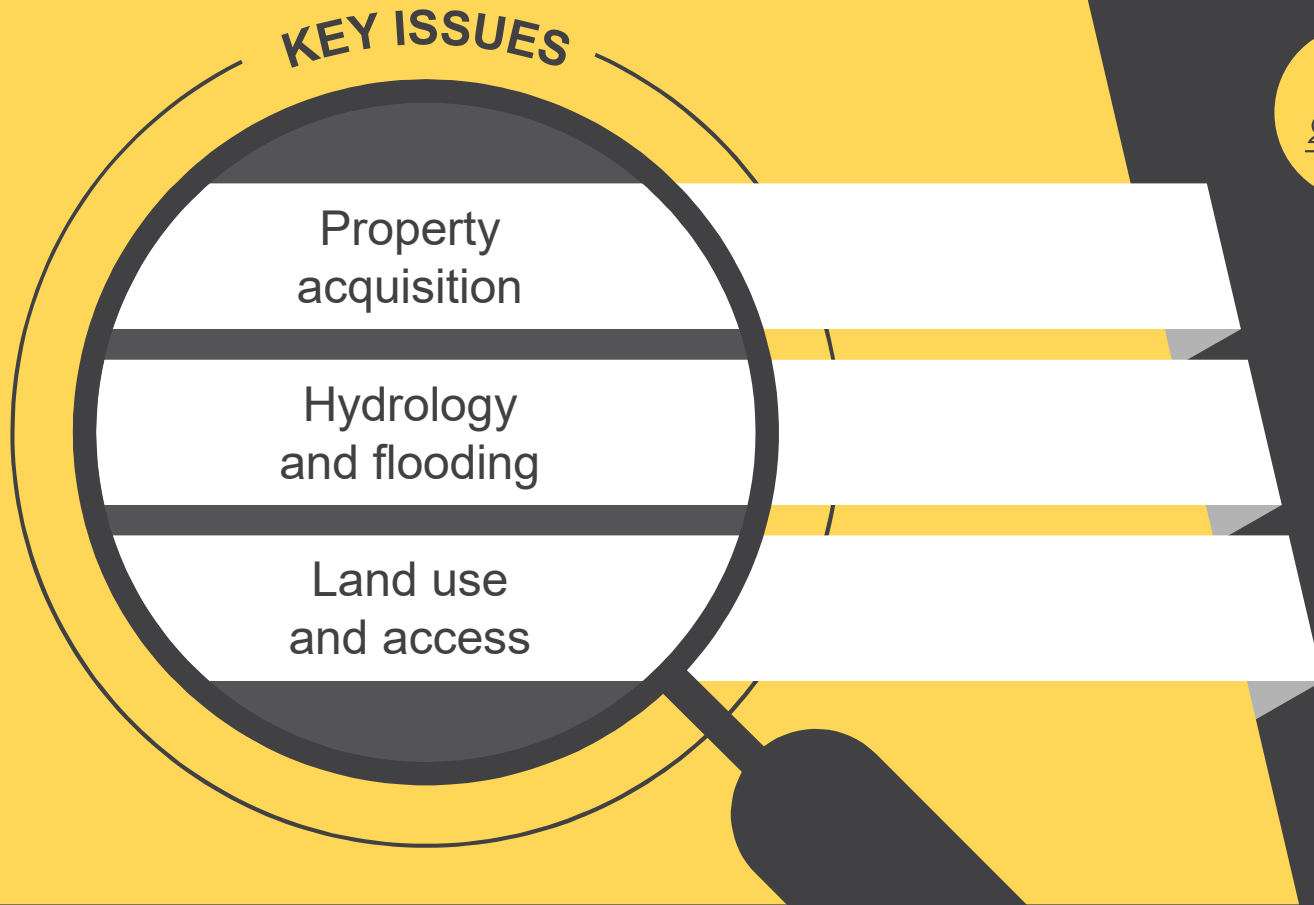 KEY ISSUES
Property
acquisition
Hydrology
and flooding
Land use
and access